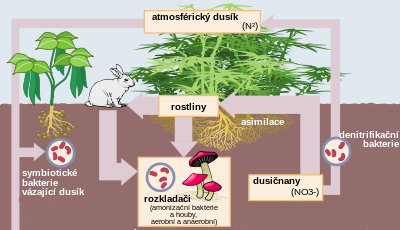 atmosférický dusík
(N²)
rostliny
asimilace
denitrifikační
bakterie
symbiotické
bakterie
vázající dusík
dusičnany
(NO3-)
rozkladači
(amonizační bakterie
a houby,
aerobní a anaerobní)